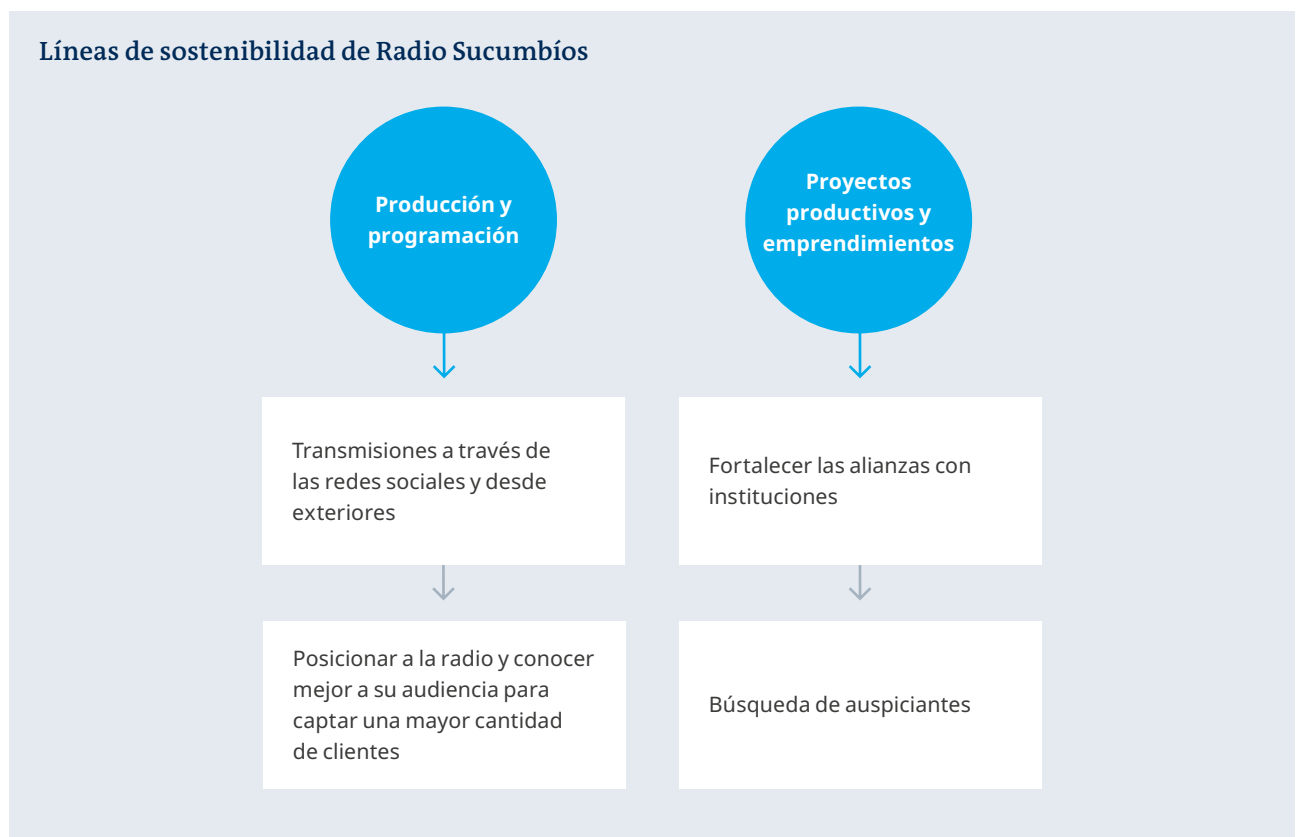 Líneas de sostenibilidad de Radio Sucumbíos
Producción y
programación
Transmisiones a través de
las redes sociales y desde
exteriores
Posicionar a la radio y conocer
mejor a su audiencia para
captar una mayor cantidad
de clientes
Proyectos
productivos y
emprendimientos
Fortalecer las alianzas con
instituciones
Búsqueda de auspiciantes